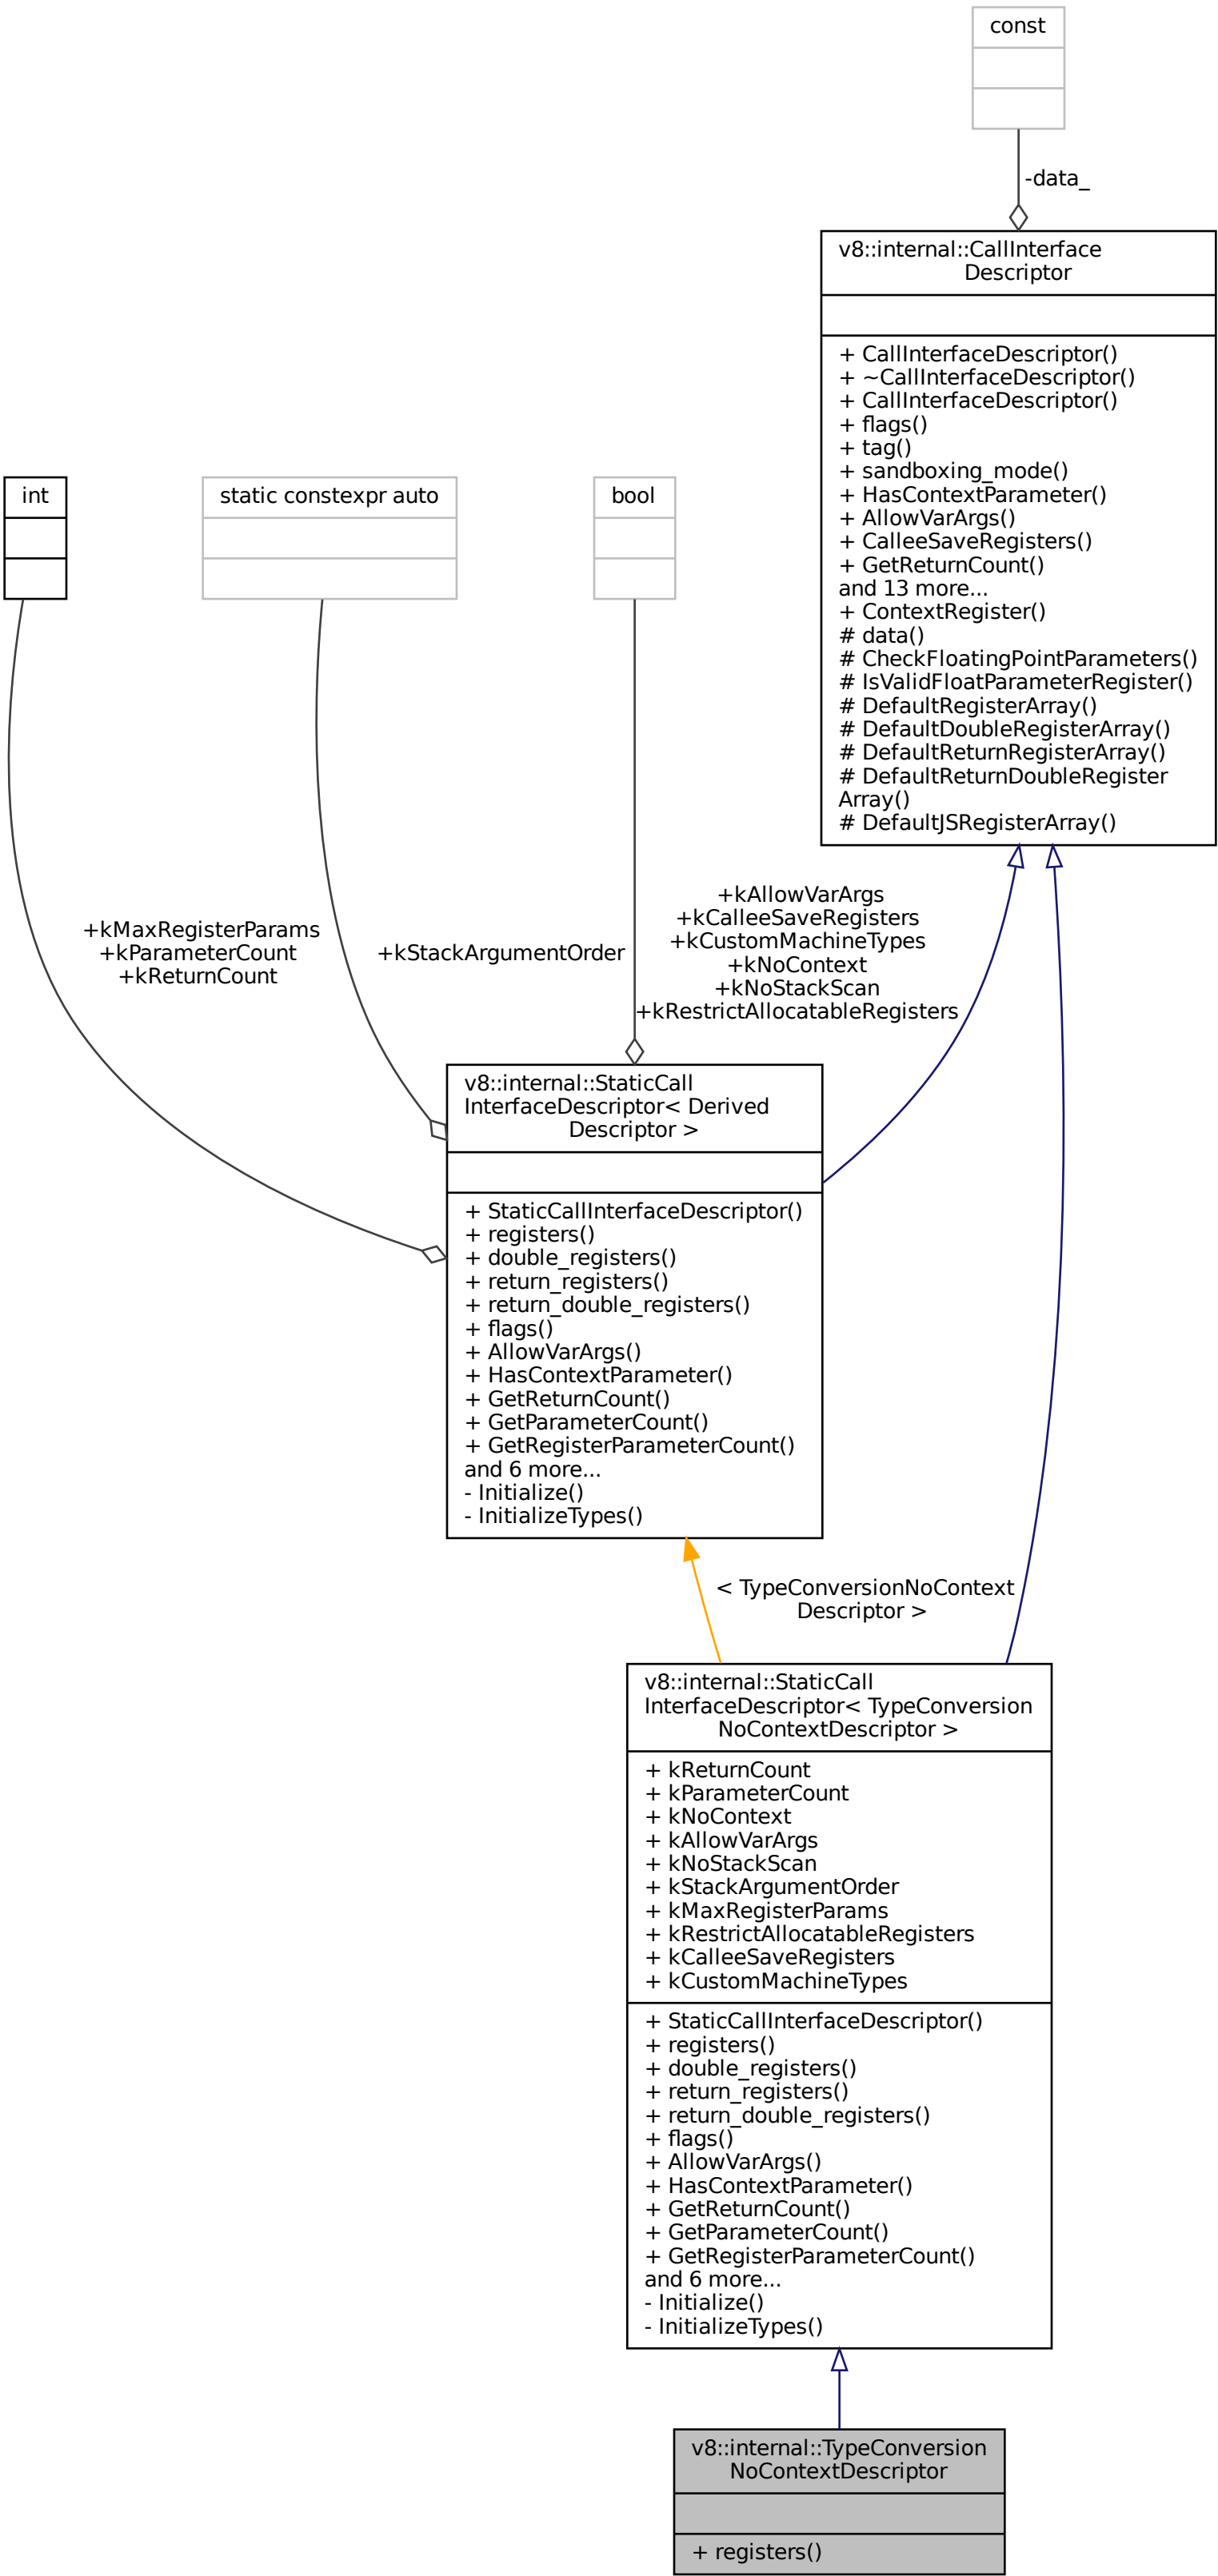 const
-data_
v8::internal::CallInterface
Descriptor
+ CallInterfaceDescriptor()
+ ~CallInterfaceDescriptor()
+ CallInterfaceDescriptor()
+ flags()
+ tag()
+ sandboxing_mode()
+ HasContextParameter()
+ AllowVarArgs()
+ CalleeSaveRegisters()
+ GetReturnCount()
and 13 more...
+ ContextRegister()
# data()
# CheckFloatingPointParameters()
# IsValidFloatParameterRegister()
# DefaultRegisterArray()
# DefaultDoubleRegisterArray()
# DefaultReturnRegisterArray()
# DefaultReturnDoubleRegister
Array()
# DefaultJSRegisterArray()
int
static constexpr auto
bool
+kMaxRegisterParams
+kParameterCount
+kReturnCount
+kStackArgumentOrder
+kAllowVarArgs
+kCalleeSaveRegisters
+kCustomMachineTypes
+kNoContext
+kNoStackScan
+kRestrictAllocatableRegisters
v8::internal::StaticCall
InterfaceDescriptor< Derived
Descriptor >
+ StaticCallInterfaceDescriptor()
+ registers()
+ double_registers()
+ return_registers()
+ return_double_registers()
+ flags()
+ AllowVarArgs()
+ HasContextParameter()
+ GetReturnCount()
+ GetParameterCount()
+ GetRegisterParameterCount()
and 6 more...
- Initialize()
- InitializeTypes()
< TypeConversionNoContext
Descriptor >
v8::internal::StaticCall
InterfaceDescriptor< TypeConversion
NoContextDescriptor >
+ kReturnCount
+ kParameterCount
+ kNoContext
+ kAllowVarArgs
+ kNoStackScan
+ kStackArgumentOrder
+ kMaxRegisterParams
+ kRestrictAllocatableRegisters
+ kCalleeSaveRegisters
+ kCustomMachineTypes
+ StaticCallInterfaceDescriptor()
+ registers()
+ double_registers()
+ return_registers()
+ return_double_registers()
+ flags()
+ AllowVarArgs()
+ HasContextParameter()
+ GetReturnCount()
+ GetParameterCount()
+ GetRegisterParameterCount()
and 6 more...
- Initialize()
- InitializeTypes()
v8::internal::TypeConversion
NoContextDescriptor
+ registers()